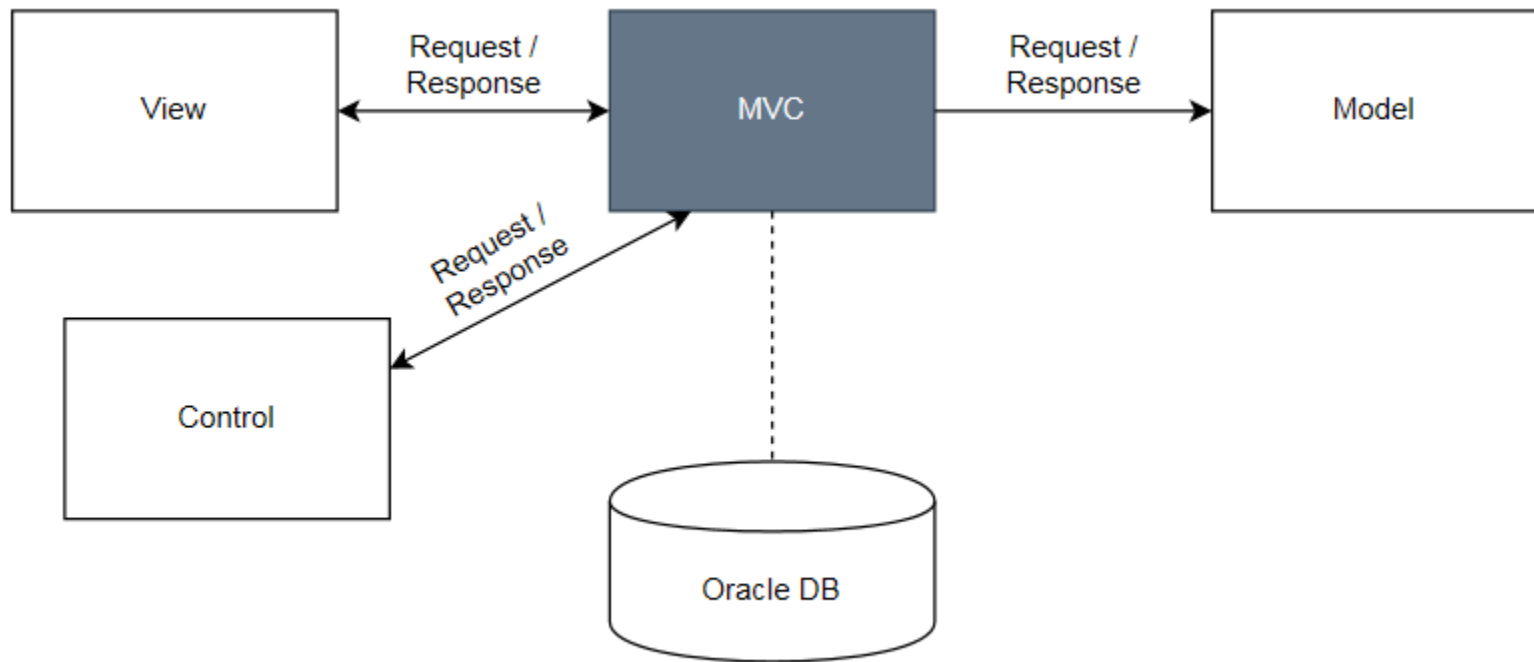 Request /
Response
Request /
Response
View
MVC
Model
Request /
Response
Control
Oracle DB